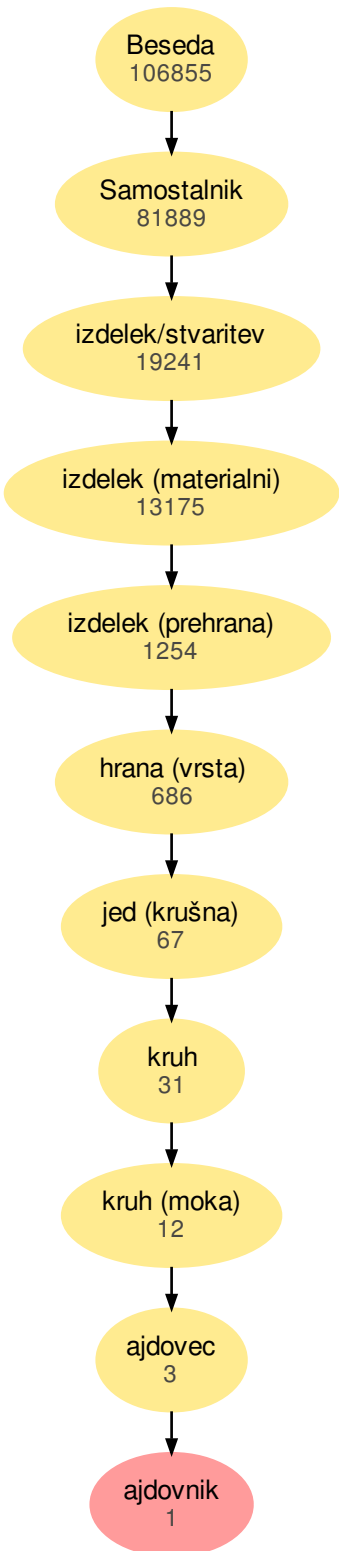 Beseda
106855
Samostalnik
81889
izdelek/stvaritev
19241
izdelek (materialni)
13175
izdelek (prehrana)
1254
hrana (vrsta)
686
jed (krušna)
67
kruh
31
kruh (moka)
12
ajdovec
3
ajdovnik
1